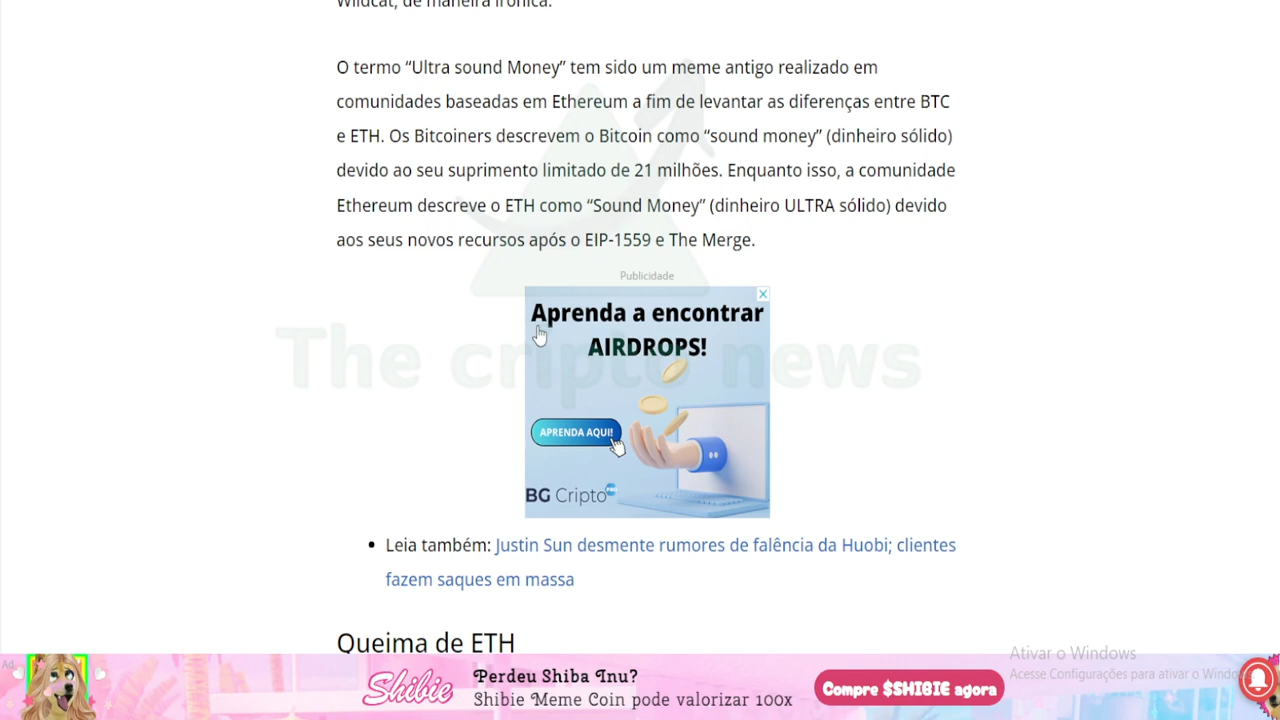 Wildcat, de maneira irônica.
O termo “Ultra sound Money” tem sido um meme antigo realizado em
comunidades baseadas em Ethereum a fim de levantar as diferenças entre BTC
e ETH. Os Bitcoiners descrevem o Bitcoin como “sound money” (dinheiro sólido)
devido ao seu suprimento limitado de 21 milhões. Enquanto isso, a comunidade
Ethereum descreve o ETH como “Sound Money” (dinheiro ULTRA sólido) devido
aos seus novos recursos após o EIP-1559 e The Merge.
Publicidade
Aprenda a encontrar
AIRDROPS!
The cripto news
APRENDA AQUI!
BG Cripto
Leia também: Justin Sun desmente rumores de falência da Huobi; clientes
fazem saques em massa
Queima de ETH
Ad
Shibie
Perdeu Shiba Inu?
Shibie Meme Coin pode valorizar 100x
Compre $SHIBIE agora
Ativar o Windows
Acesse Configurações para ativar o